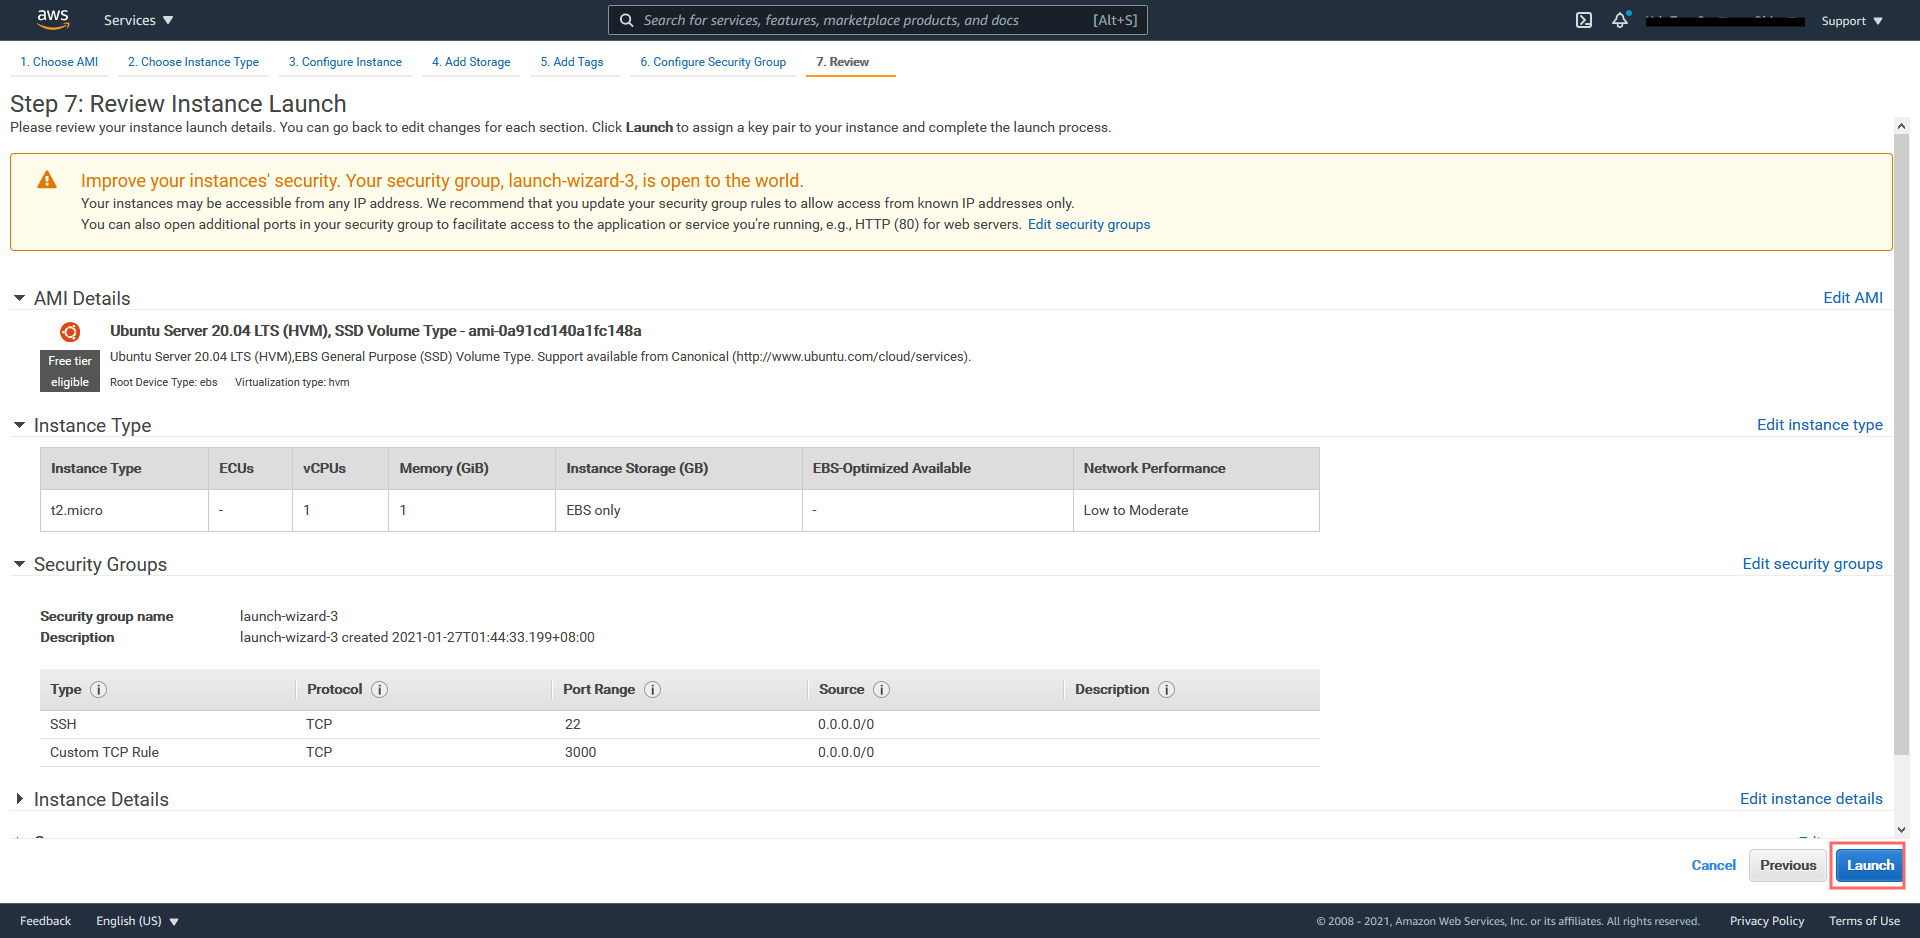 aws
Services
Search for services, features, marketplace products, and docs
[Alt+S]
Support
1. Choose AMI
2. Choose Instance Type
3. Configure Instance
4. Add Storage
5. Add Tags
6. Configure Security Group
7. Review
Step 7: Review Instance Launch
Please review your instance launch details. You can go back to edit changes for each section. Click Launch to assign a key pair to your instance and complete the launch process.
Improve your instances' security. Your security group, launch-wizard-3, is open to the world.
Your instances may be accessible from any IP address. We recommend that you update your security group rules to allow access from known IP addresses only.
You can also open additional ports in your security group to facilitate access to the application or service you're running, e.g., HTTP (80) for web servers. Edit security groups
AMI Details
Edit AMI
Ubuntu Server 20.04 LTS (HVM), SSD Volume Type - ami-0a91cd140a1fc148a
Free tier
eligible
Ubuntu Server 20.04 LTS (HVM),EBS General Purpose (SSD) Volume Type. Support available from Canonical (http://www.ubuntu.com/cloud/services).
Root Device Type: ebs Virtualization type: hvm
Instance Type
Edit instance type
Instance Type ECUs vCPUs Memory (GiB) Instance Storage (GB) EBS-Optimized Available Network Performance
t2.micro - 1 1 EBS only - Low to Moderate
Security Groups
Edit security groups
Security group name launch-wizard-3
Description launch-wizard-3 created 2021-01-27T01:44:33.199+08:00
Type Protocol Port Range Source Description
SSH TCP 22 0.0.0.0/0
Custom TCP Rule TCP 3000 0.0.0.0/0
Instance Details
Edit instance details
Cancel Previous Launch
Feedback English (US)
© 2008 - 2021, Amazon Web Services, Inc. or its affiliates. All rights reserved. Privacy Policy Terms of Use